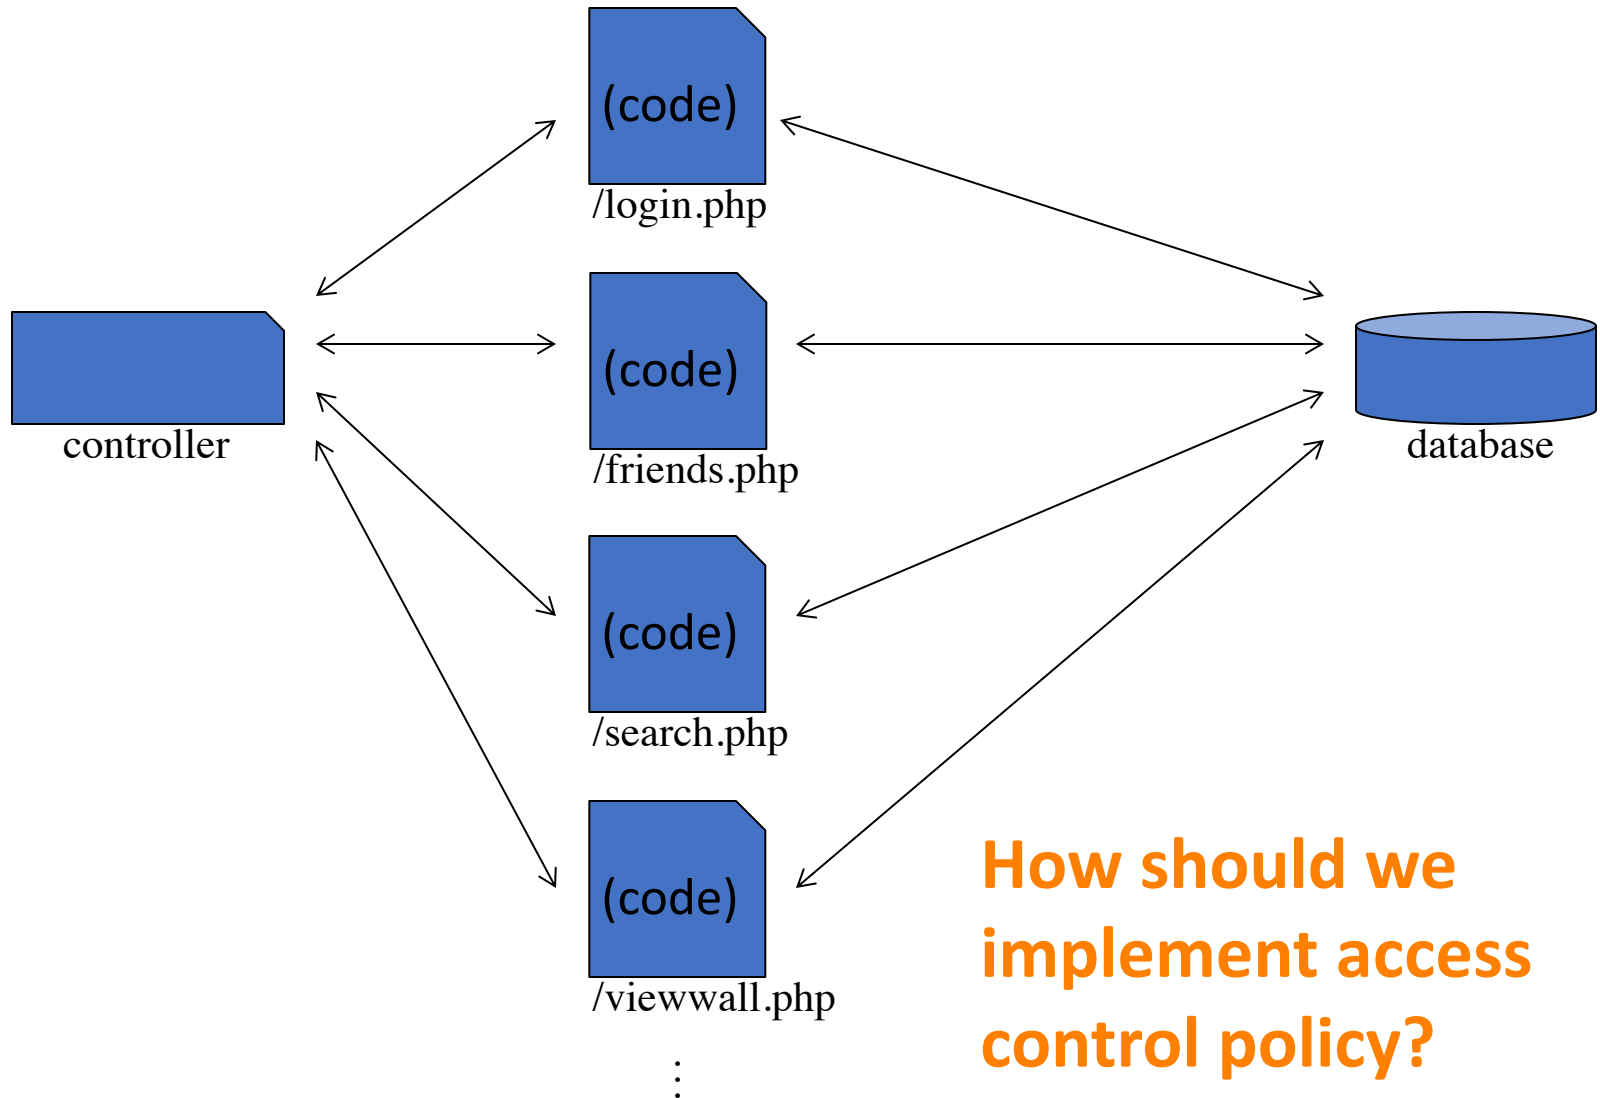 (code)
/login.php
controller
(code)
/friends.php
database
(code)
/search.php
(code)
/viewwall.php
⋮
How should we
implement access
control policy?